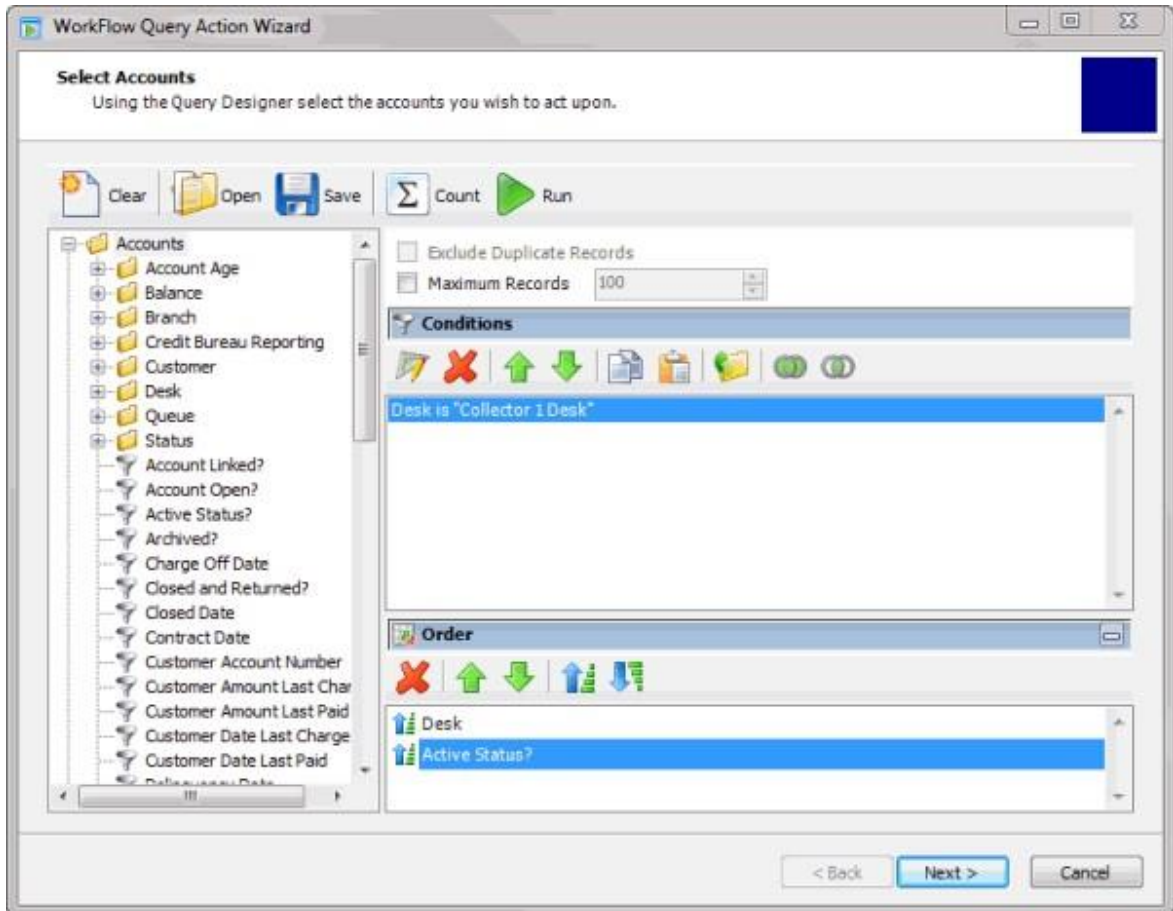 WorkFlow Query Action Wizard
Select Accounts
Using the Query Designer select the accounts you wish to act upon.
Clear Open Save Σ Count Run
Accounts
Account Age
Balance
Branch
Credit Bureau Reporting
Customer
Desk
Queue
Status
Account Linked?
Account Open?
Active Status?
Archived?
Charge Off Date
Closed and Returned?
Closed Date
Contract Date
Customer Account Number
Customer Amount Last Char
Customer Amount Last Paid
Customer Date Last Charge
Customer Date Last Paid
Exclude Duplicate Records
Maximum Records 100
Conditions
Desk is "Collector 1 Desk"
Order
Desk
Active Status?
< Back Next > Cancel